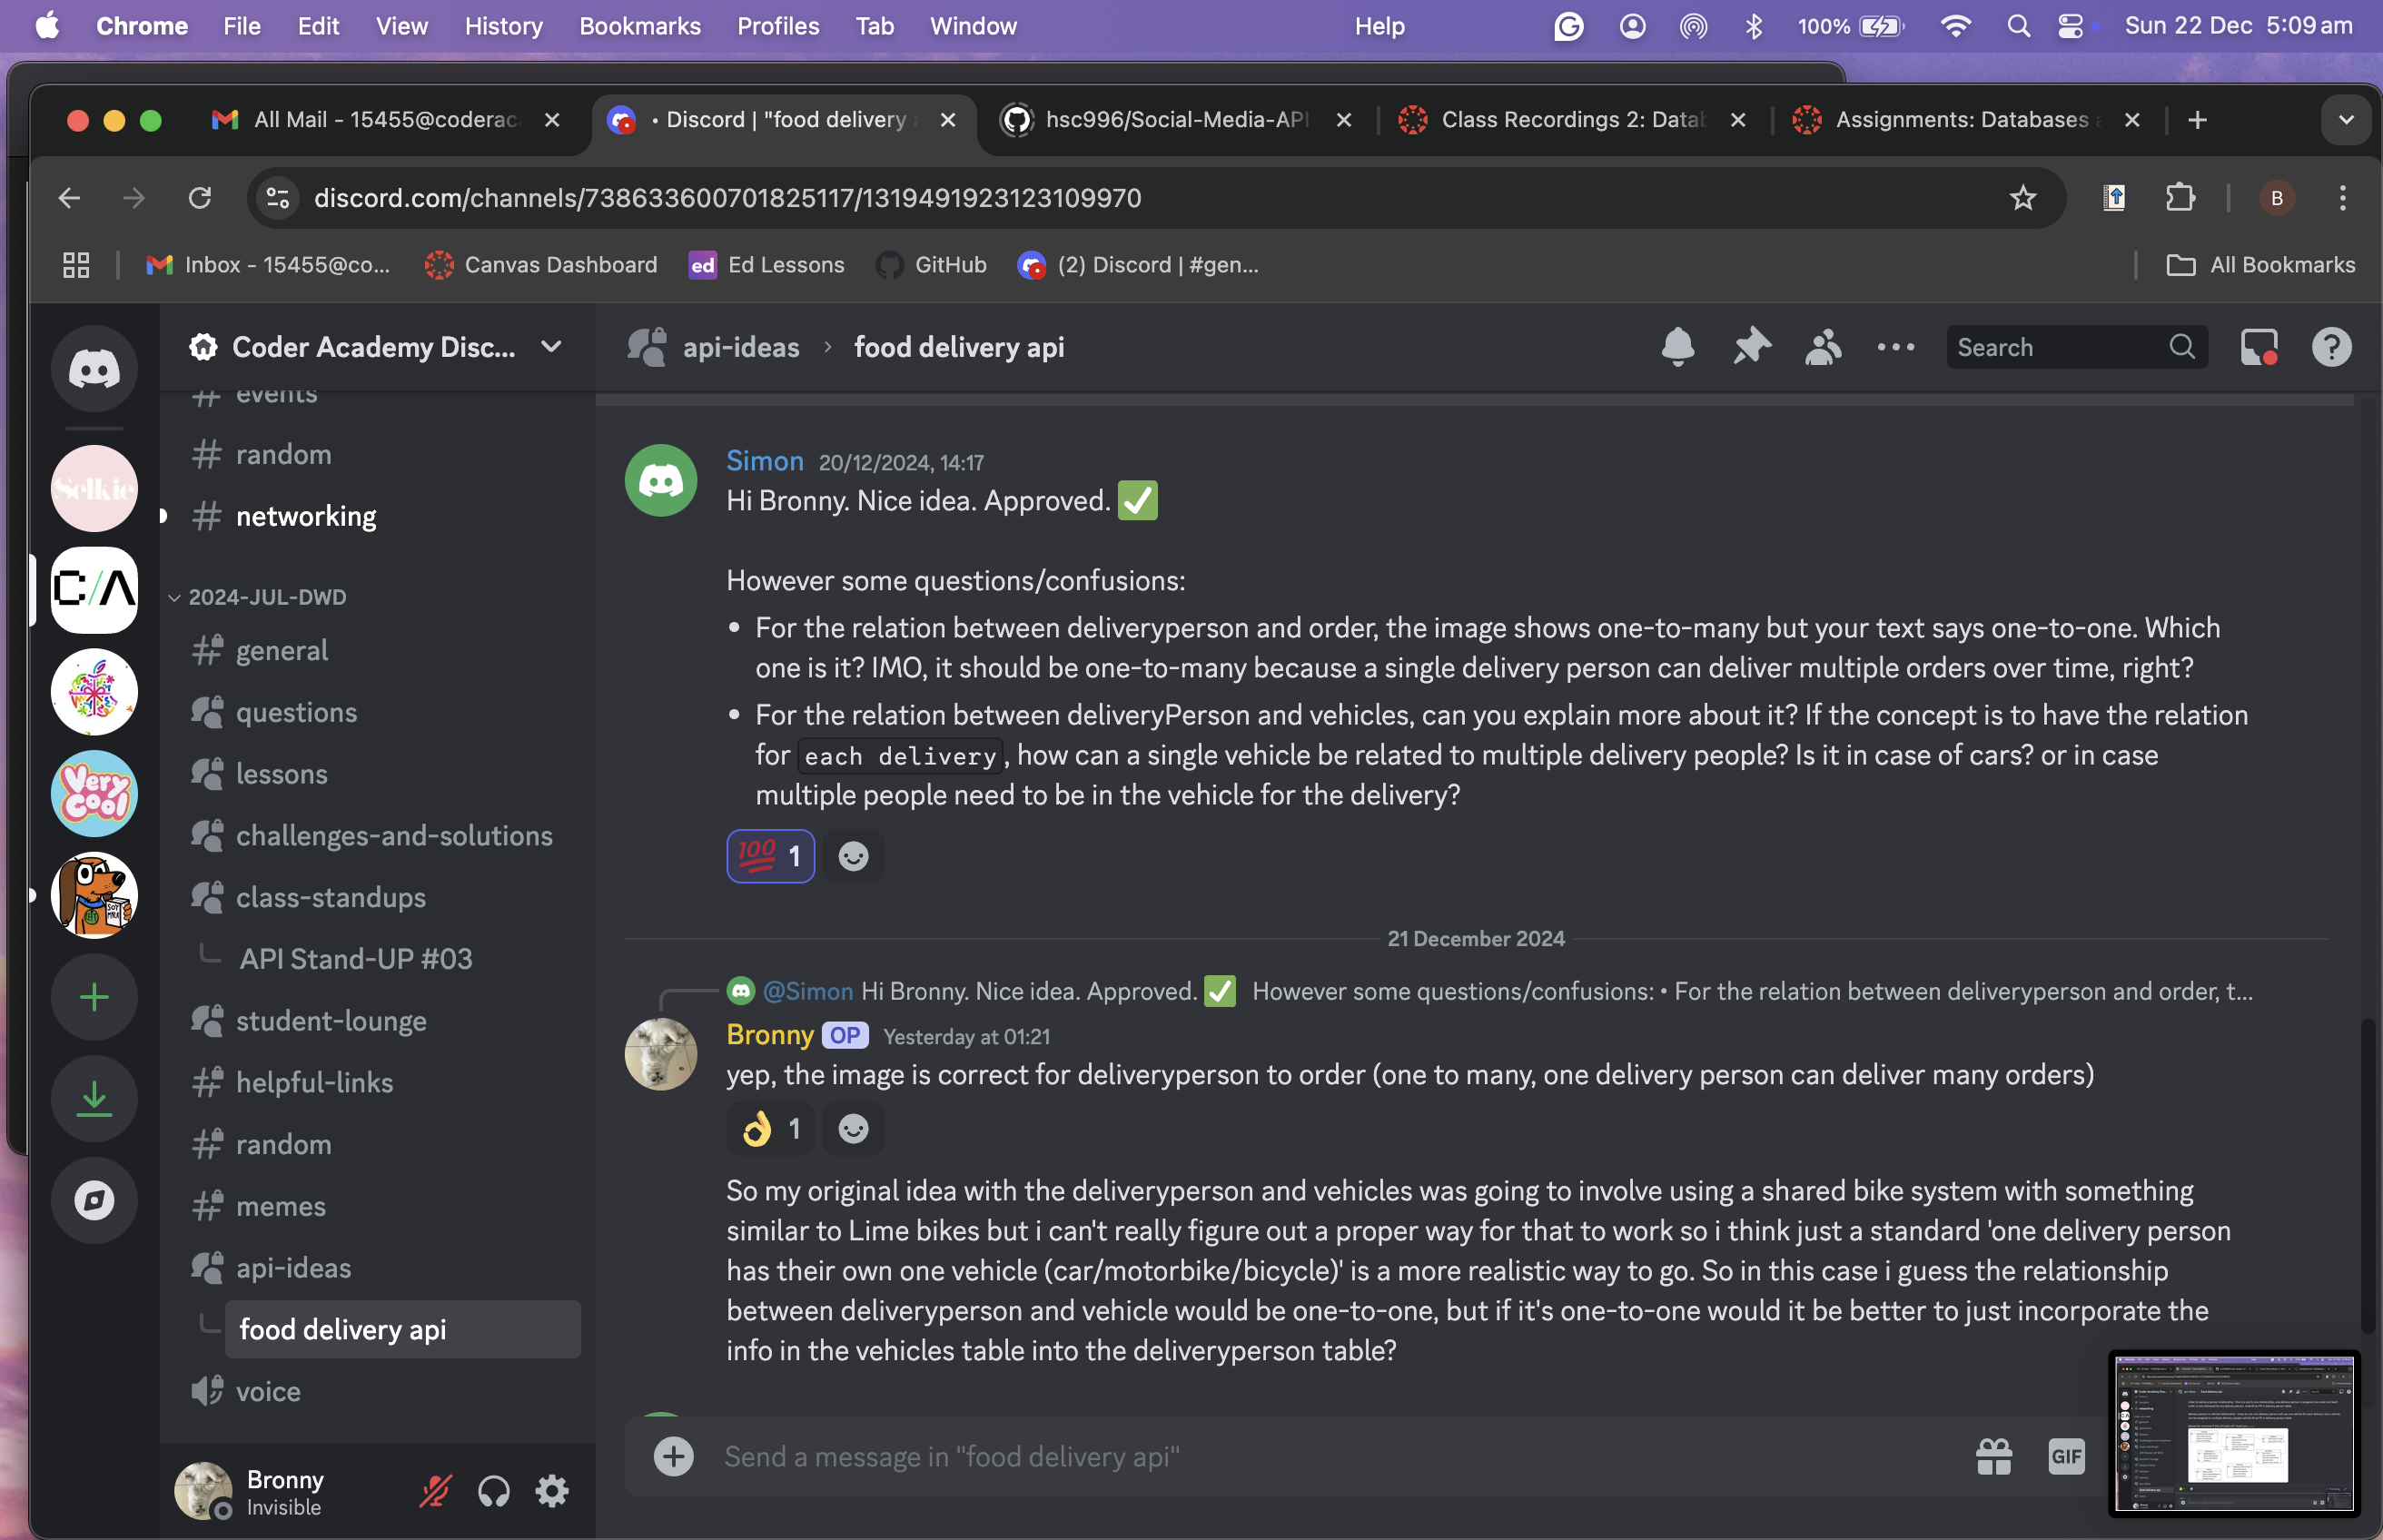 Chrome File Edit View History Bookmarks Profiles Tab Window Help 100% Sun 22 Dec 5:09 am
All Mail - 15455@coderac
• Discord | "food delivery
hsc996/Social-Media-API
Class Recordings 2: Datab
Assignments: Databases
discord.com/channels/738633600701825117/1319491923123109970
B
Inbox - 15455@co...
Canvas Dashboard
ed Ed Lessons
GitHub
(2) Discord | #gen...
All Bookmarks
Coder Academy Disc...
api-ideas › food delivery api
Search
events
random
networking
2024-JUL-DWD
general
questions
lessons
challenges-and-solutions
class-standups
API Stand-UP #03
student-lounge
helpful-links
random
memes
api-ideas
food delivery api
voice
Bronny
Invisible
Selkie
C/A
Very Cool
Simon 20/12/2024, 14:17
Hi Bronny. Nice idea. Approved. ✅
However some questions/confusions:
• For the relation between deliveryperson and order, the image shows one-to-many but your text says one-to-one. Which
one is it? IMO, it should be one-to-many because a single delivery person can deliver multiple orders over time, right?
• For the relation between deliveryPerson and vehicles, can you explain more about it? If the concept is to have the relation
for each delivery, how can a single vehicle be related to multiple delivery people? Is it in case of cars? or in case
multiple people need to be in the vehicle for the delivery?
💯 1
21 December 2024
@Simon Hi Bronny. Nice idea. Approved. ✅ However some questions/confusions: • For the relation between deliveryperson and order, t...
Bronny OP Yesterday at 01:21
yep, the image is correct for deliveryperson to order (one to many, one delivery person can deliver many orders)
👌 1
So my original idea with the deliveryperson and vehicles was going to involve using a shared bike system with something
similar to Lime bikes but i can't really figure out a proper way for that to work so i think just a standard 'one delivery person
has their own one vehicle (car/motorbike/bicycle)' is a more realistic way to go. So in this case i guess the relationship
between deliveryperson and vehicle would be one-to-one, but if it's one-to-one would it be better to just incorporate the
info in the vehicles table into the deliveryperson table?
Send a message in "food delivery api"
GIF